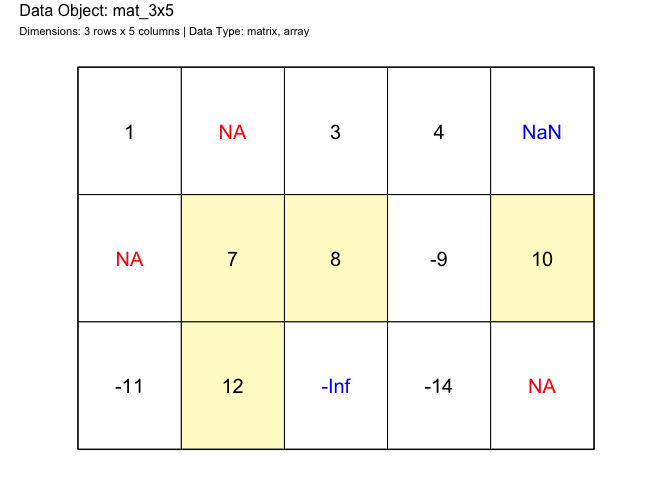 Data Object: mat_3x5
Dimensions: 3 rows x 5 columns | Data Type: matrix, array
1 NA 3 4 NaN
NA 7 8 -9 10
-11 12 -Inf -14 NA